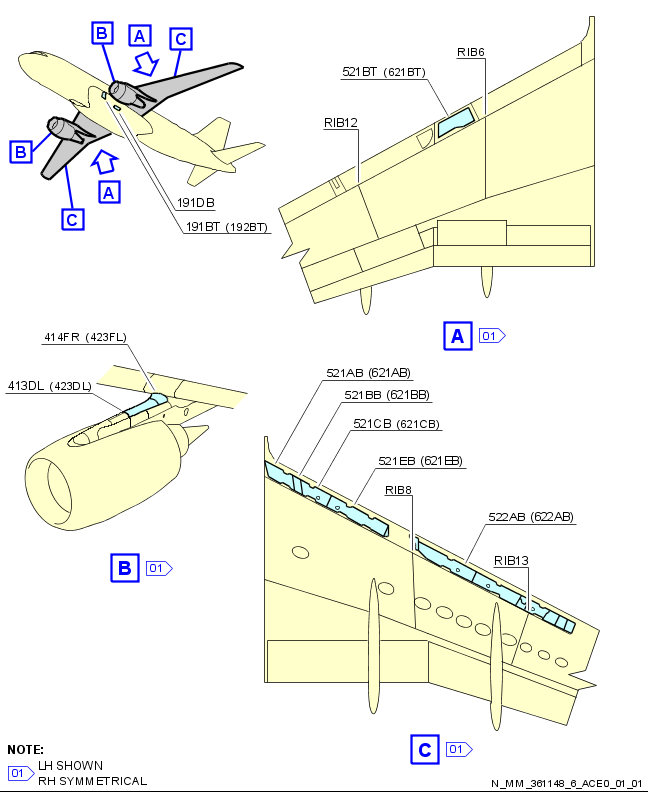 B
A
C
B
A
C
191DB
191BT (192BT)
RIB6
521BT (621BT)
RIB12
A 01
414FR (423FL)
413DL (423DL)
B 01
521AB (621AB)
521BB (621BB)
521CB (621CB)
521EB (621EB)
RIB8
522AB (622AB)
RIB13
C 01
NOTE:
01 LH SHOWN
RH SYMMETRICAL
N_MM_361148_6_ACE0_01_01